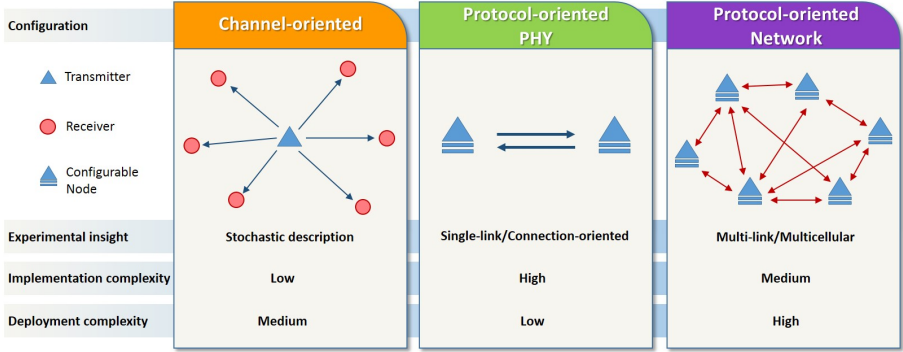 Configuration
Channel-oriented
Protocol-oriented
PHY
Protocol-oriented
Network
Transmitter
Receiver
Configurable
Node
Experimental insight
Stochastic description
Single-link/Connection-oriented
Multi-link/Multicellular
Implementation complexity
Low
High
Medium
Deployment complexity
Medium
Low
High